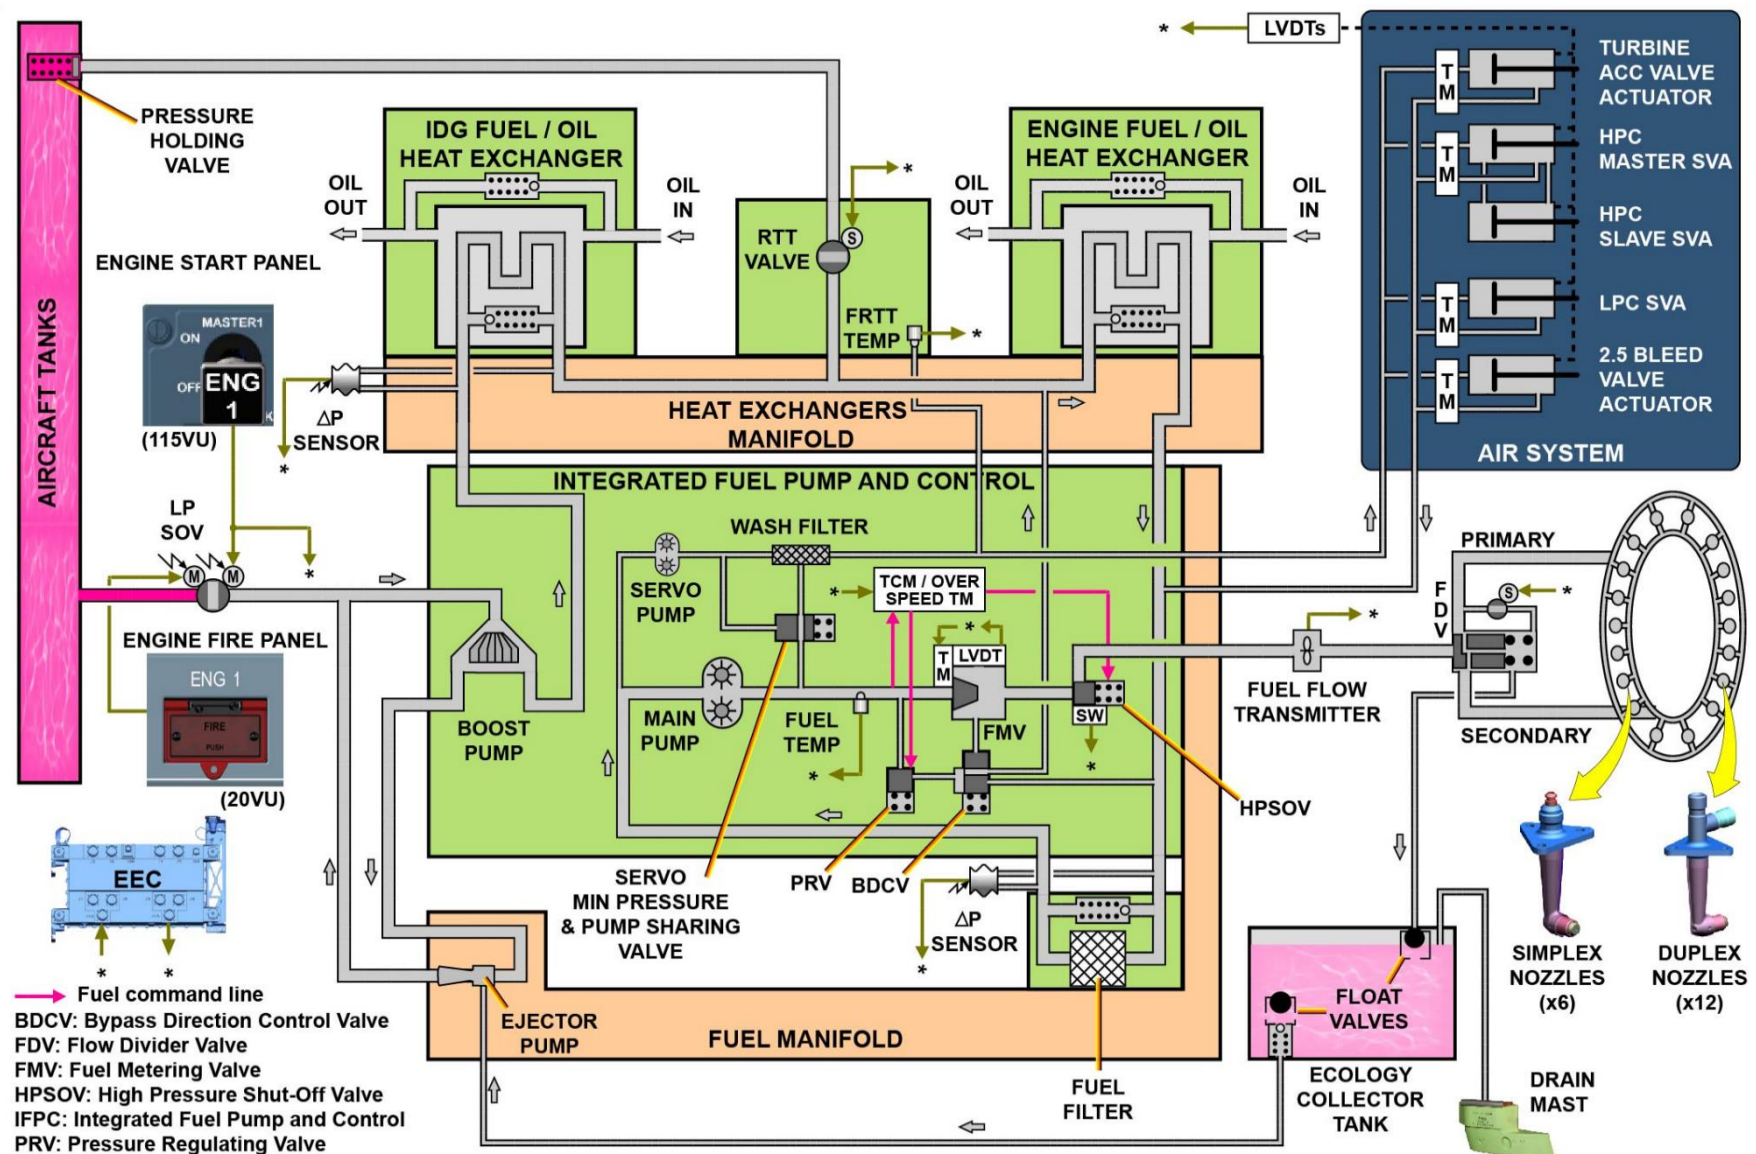 LVDTs
*
TURBINE
ACC VALVE
ACTUATOR
TM
HPC
MASTER SVA
TM
HPC
SLAVE SVA
LPC SVA
TM
2.5 BLEED
VALVE
ACTUATOR
TM
AIR SYSTEM
PRESSURE
HOLDING
VALVE
AIRCRAFT TANKS
IDG FUEL / OIL
HEAT EXCHANGER
OIL
OUT
OIL
IN
RTT
VALVE
S
*
FRTT
TEMP
*
ENGINE FUEL / OIL
HEAT EXCHANGER
OIL
OUT
OIL
IN
ENGINE START PANEL
MASTER1
ON
OFF
ENG
1
K
(115VU)
ΔP
SENSOR
*
HEAT EXCHANGERS
MANIFOLD
LP
SOV
M
M
*
ENGINE FIRE PANEL
ENG 1
FIRE
PUSH
(20VU)
INTEGRATED FUEL PUMP AND CONTROL
WASH FILTER
SERVO
PUMP
* TCM / OVER
SPEED TM
BOOST
PUMP
MAIN
PUMP
FUEL
TEMP
*
TM
LVDT
*
FMV
SW
*
HPSOV
SERVO
MIN PRESSURE
& PUMP SHARING
VALVE
PRV
BDCV
ΔP
SENSOR
*
FUEL FLOW
TRANSMITTER
*
PRIMARY
FDV
S
*
SECONDARY
SIMPLEX
NOZZLES
(x6)
DUPLEX
NOZZLES
(x12)
FLOAT
VALVES
ECOLOGY
COLLECTOR
TANK
DRAIN
MAST
EJECTOR
PUMP
FUEL MANIFOLD
FUEL
FILTER
EEC
* *
Fuel command line
BDCV: Bypass Direction Control Valve
FDV: Flow Divider Valve
FMV: Fuel Metering Valve
HPSOV: High Pressure Shut-Off Valve
IFPC: Integrated Fuel Pump and Control
PRV: Pressure Regulating Valve